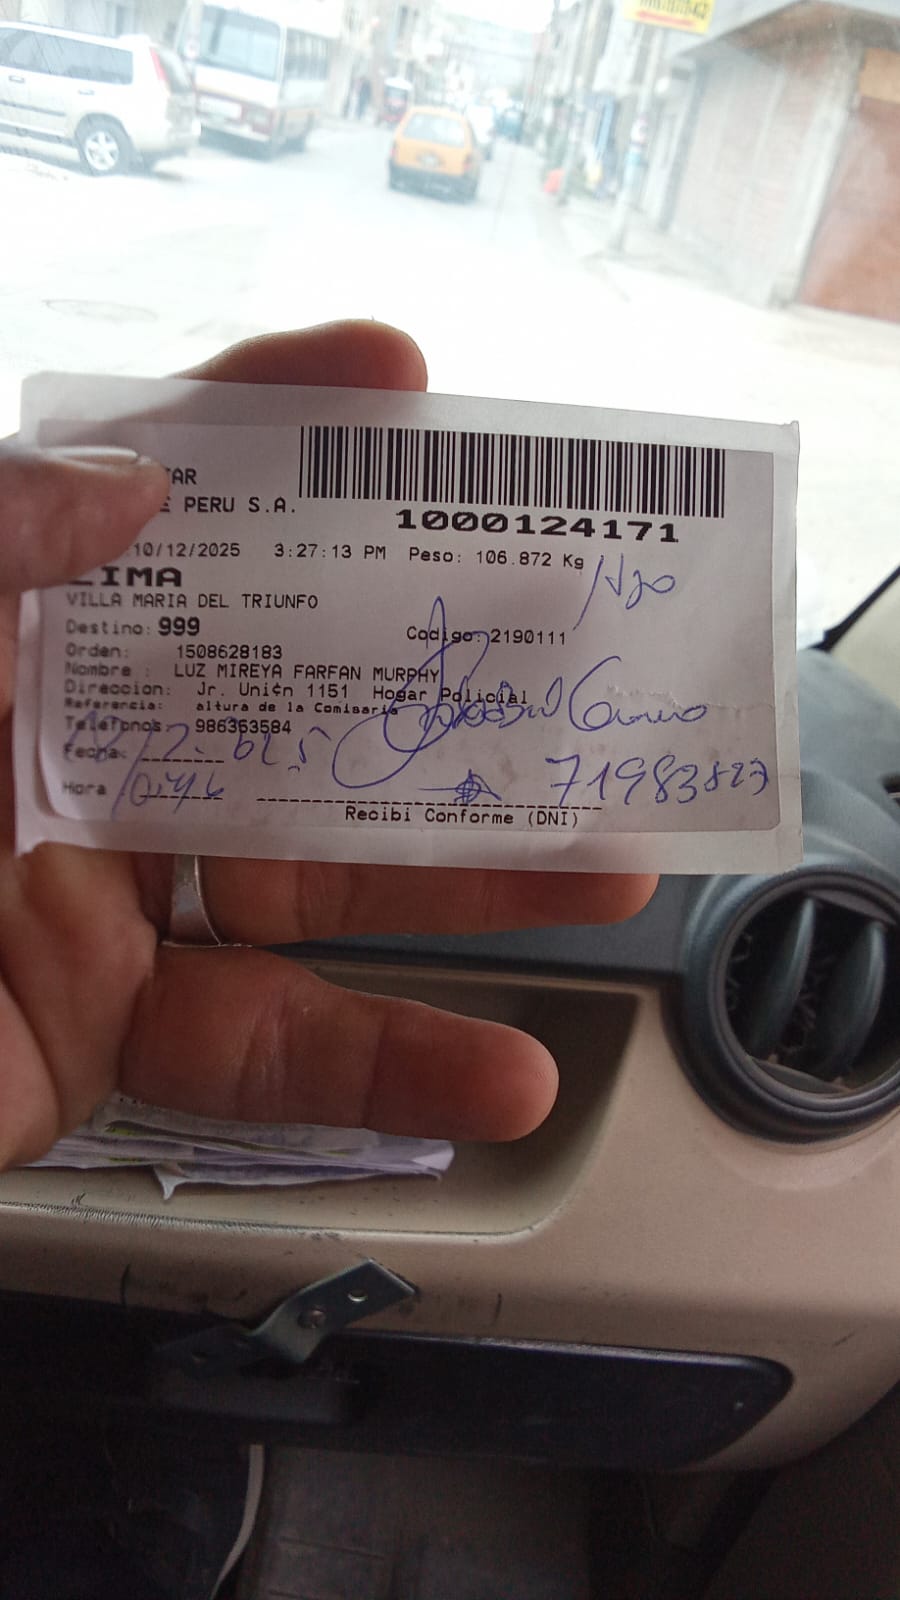 PERU S.A.
1000124171
10/12/2025 3:27:13 PM Peso: 106.872 Kg
LIMA
VILLA MARIA DEL TRIUNFO
Destino: 999 Codigo: 2190111
Orden: 1508628183
Nombre : LUZ MIREYA FARFAN MURPHY
Direccion: Jr. Uni¢n 1151 Hogar Policial
Referencia: altura de la Comisaria
Telefonos 986363584
Fecha:
Hora
71983823
Recibi Conforme (DNI)